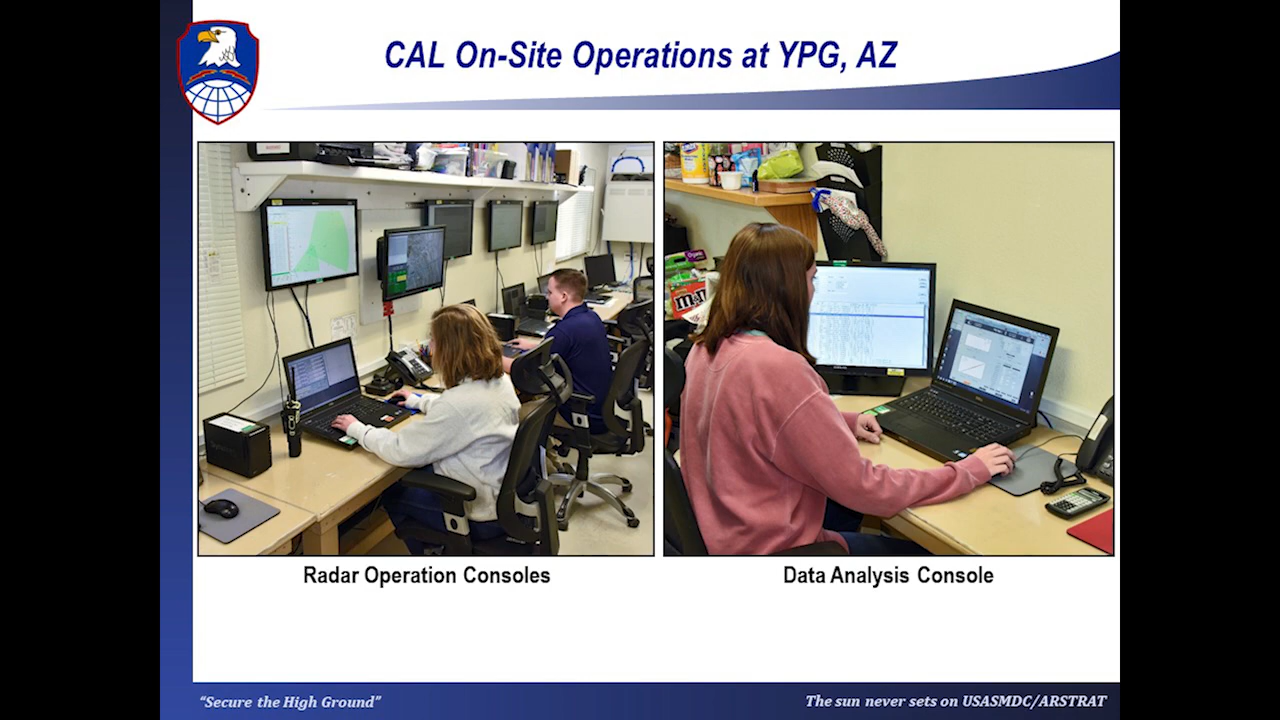 CAL On-Site Operations at YPG, AZ
m&m
Radar Operation Consoles
Data Analysis Console
“Secure the High Ground”
The sun never sets on USASMDC/ARSTRAT